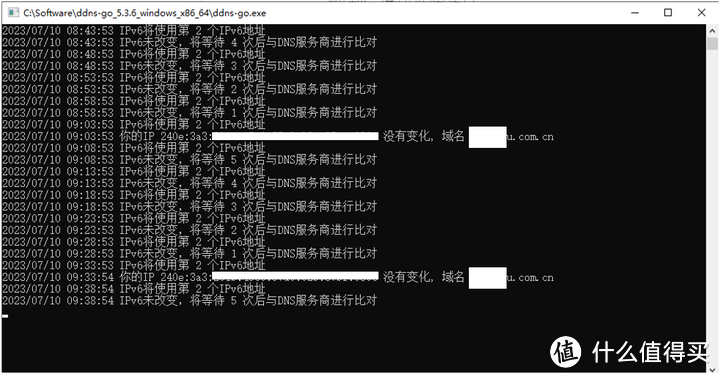 C:\Software\ddns-go_5.3.6_windows_x86_64\ddns-go.exe
2023/07/10 08:43:53 IPv6将使用第 2 个IPv6地址
2023/07/10 08:43:53 IPv6未改变，将等待 4 次后与DNS服务商进行比对
2023/07/10 08:48:53 IPv6将使用第 2 个IPv6地址
2023/07/10 08:48:53 IPv6未改变，将等待 3 次后与DNS服务商进行比对
2023/07/10 08:53:53 IPv6将使用第 2 个IPv6地址
2023/07/10 08:53:53 IPv6未改变，将等待 2 次后与DNS服务商进行比对
2023/07/10 08:58:53 IPv6将使用第 2 个IPv6地址
2023/07/10 08:58:53 IPv6未改变，将等待 1 次后与DNS服务商进行比对
2023/07/10 09:03:53 IPv6将使用第 2 个IPv6地址
2023/07/10 09:03:53 你的IP 240e:3a3: 没有变化, 域名 u.com.cn
2023/07/10 09:08:53 IPv6将使用第 2 个IPv6地址
2023/07/10 09:08:53 IPv6未改变，将等待 5 次后与DNS服务商进行比对
2023/07/10 09:13:53 IPv6将使用第 2 个IPv6地址
2023/07/10 09:13:53 IPv6未改变，将等待 4 次后与DNS服务商进行比对
2023/07/10 09:18:53 IPv6将使用第 2 个IPv6地址
2023/07/10 09:18:53 IPv6未改变，将等待 3 次后与DNS服务商进行比对
2023/07/10 09:23:53 IPv6将使用第 2 个IPv6地址
2023/07/10 09:23:53 IPv6未改变，将等待 2 次后与DNS服务商进行比对
2023/07/10 09:28:53 IPv6将使用第 2 个IPv6地址
2023/07/10 09:28:53 IPv6未改变，将等待 1 次后与DNS服务商进行比对
2023/07/10 09:33:53 IPv6将使用第 2 个IPv6地址
2023/07/10 09:33:54 你的IP 240e:3a3: 没有变化, 域名 u.com.cn
2023/07/10 09:38:54 IPv6将使用第 2 个IPv6地址
2023/07/10 09:38:54 IPv6未改变，将等待 5 次后与DNS服务商进行比对
值 什么值得买